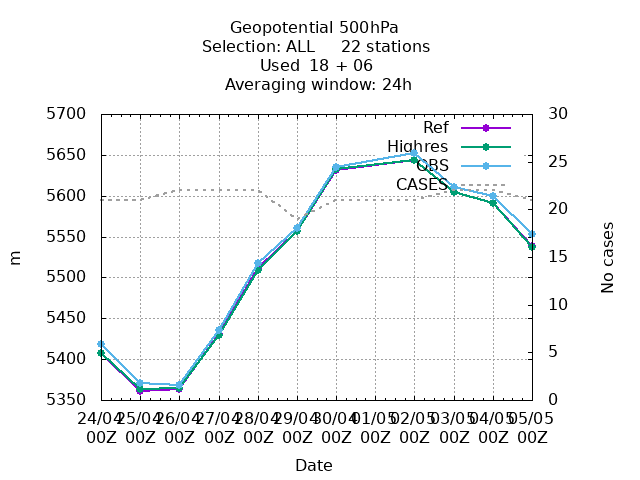 Geopotential 500hPa
Selection: ALL 22 stations
Used 18 + 06
Averaging window: 24h
5700 30
Ref
Highres
5650 25
OBS
CASES
5600 20
5550 15
5500 10
5450
5400 5
5350 0
m
No cases
24/04 25/04 26/04 27/04 28/04 29/04 30/04 01/05 02/05 03/05 04/05 05/05
00Z 00Z 00Z 00Z 00Z 00Z 00Z 00Z 00Z 00Z 00Z 00Z
Date